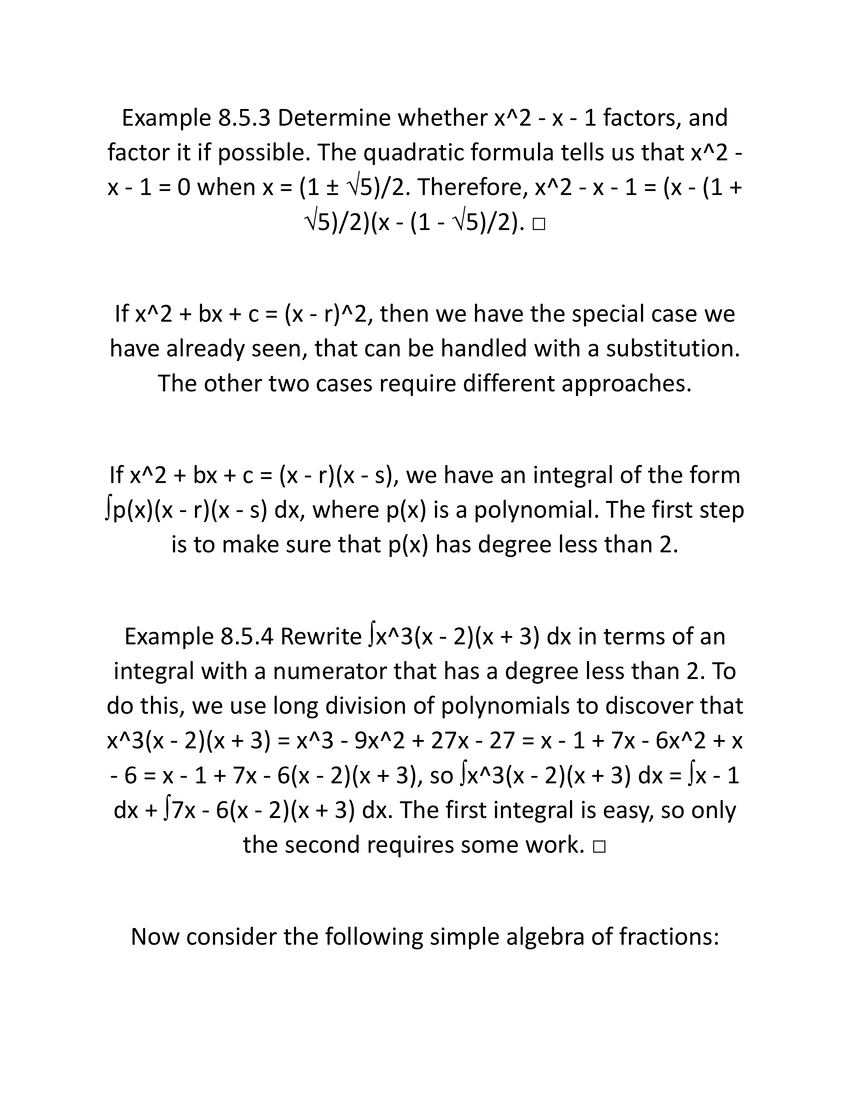 Example 8.5.3 Determine whether x^2 - x - 1 factors, and
factor it if possible. The quadratic formula tells us that x^2 -
x - 1 = 0 when x = (1 ± √5)/2. Therefore, x^2 - x - 1 = (x - (1 +
√5)/2)(x - (1 - √5)/2). □
If x^2 + bx + c = (x - r)^2, then we have the special case we
have already seen, that can be handled with a substitution.
The other two cases require different approaches.
If x^2 + bx + c = (x - r)(x - s), we have an integral of the form
∫p(x)(x - r)(x - s) dx, where p(x) is a polynomial. The first step
is to make sure that p(x) has degree less than 2.
Example 8.5.4 Rewrite ∫x^3(x - 2)(x + 3) dx in terms of an
integral with a numerator that has a degree less than 2. To
do this, we use long division of polynomials to discover that
x^3(x - 2)(x + 3) = x^3 - 9x^2 + 27x - 27 = x - 1 + 7x - 6x^2 + x
- 6 = x - 1 + 7x - 6(x - 2)(x + 3), so ∫x^3(x - 2)(x + 3) dx = ∫x - 1
dx + ∫7x - 6(x - 2)(x + 3) dx. The first integral is easy, so only
the second requires some work. □
Now consider the following simple algebra of fractions: